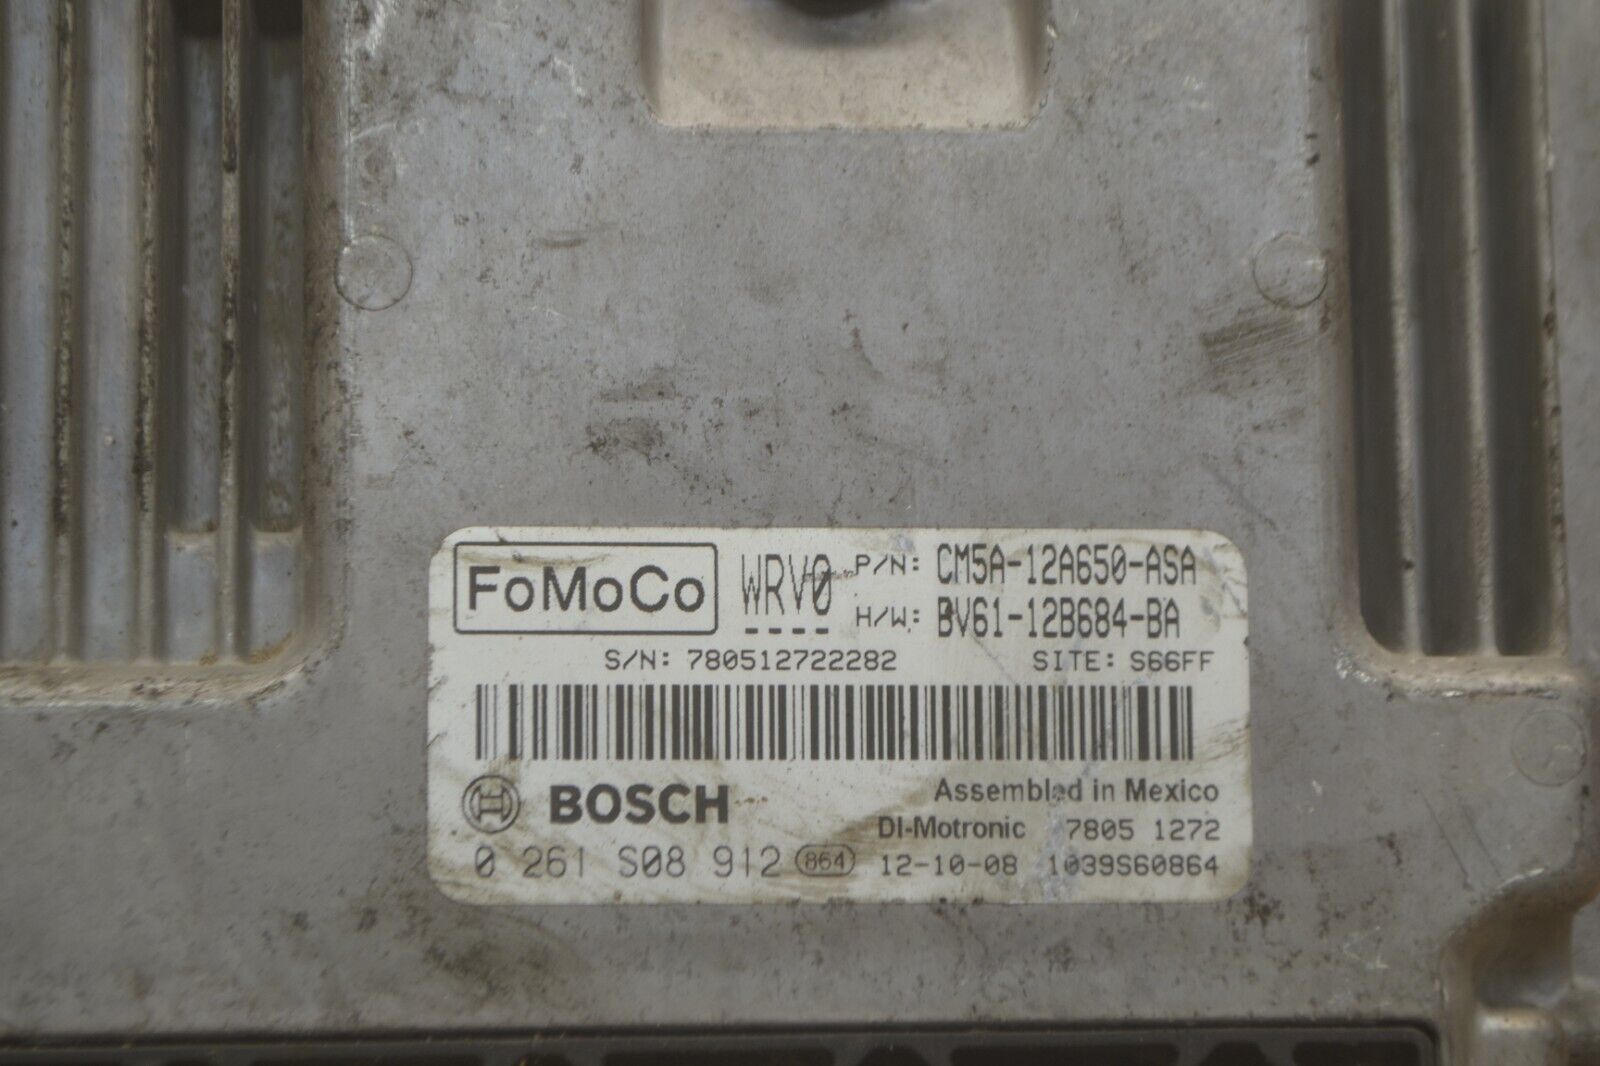 FoMoCo WRV0 P/N: CM5A-12A650-ASA
H/W: BV61-12B684-BA
S/N: 780512722282 SITE: S66FF
BOSCH Assembled in Mexico
DI-Motronic 7805 1272
0 261 S08 912 864 12-10-08 1039S60864